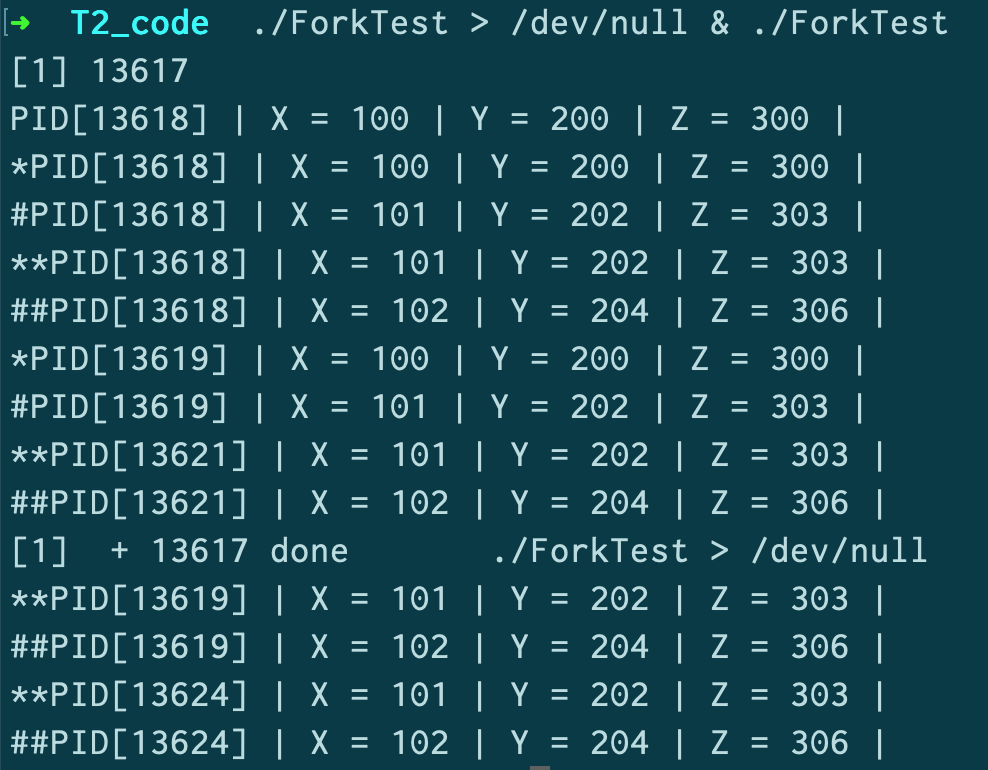 [➜  T2_code  ./ForkTest > /dev/null & ./ForkTest
[1] 13617
PID[13618] | X = 100 | Y = 200 | Z = 300 |
*PID[13618] | X = 100 | Y = 200 | Z = 300 |
#PID[13618] | X = 101 | Y = 202 | Z = 303 |
**PID[13618] | X = 101 | Y = 202 | Z = 303 |
##PID[13618] | X = 102 | Y = 204 | Z = 306 |
*PID[13619] | X = 100 | Y = 200 | Z = 300 |
#PID[13619] | X = 101 | Y = 202 | Z = 303 |
**PID[13621] | X = 101 | Y = 202 | Z = 303 |
##PID[13621] | X = 102 | Y = 204 | Z = 306 |
[1]  + 13617 done       ./ForkTest > /dev/null
**PID[13619] | X = 101 | Y = 202 | Z = 303 |
##PID[13619] | X = 102 | Y = 204 | Z = 306 |
**PID[13624] | X = 101 | Y = 202 | Z = 303 |
##PID[13624] | X = 102 | Y = 204 | Z = 306 |